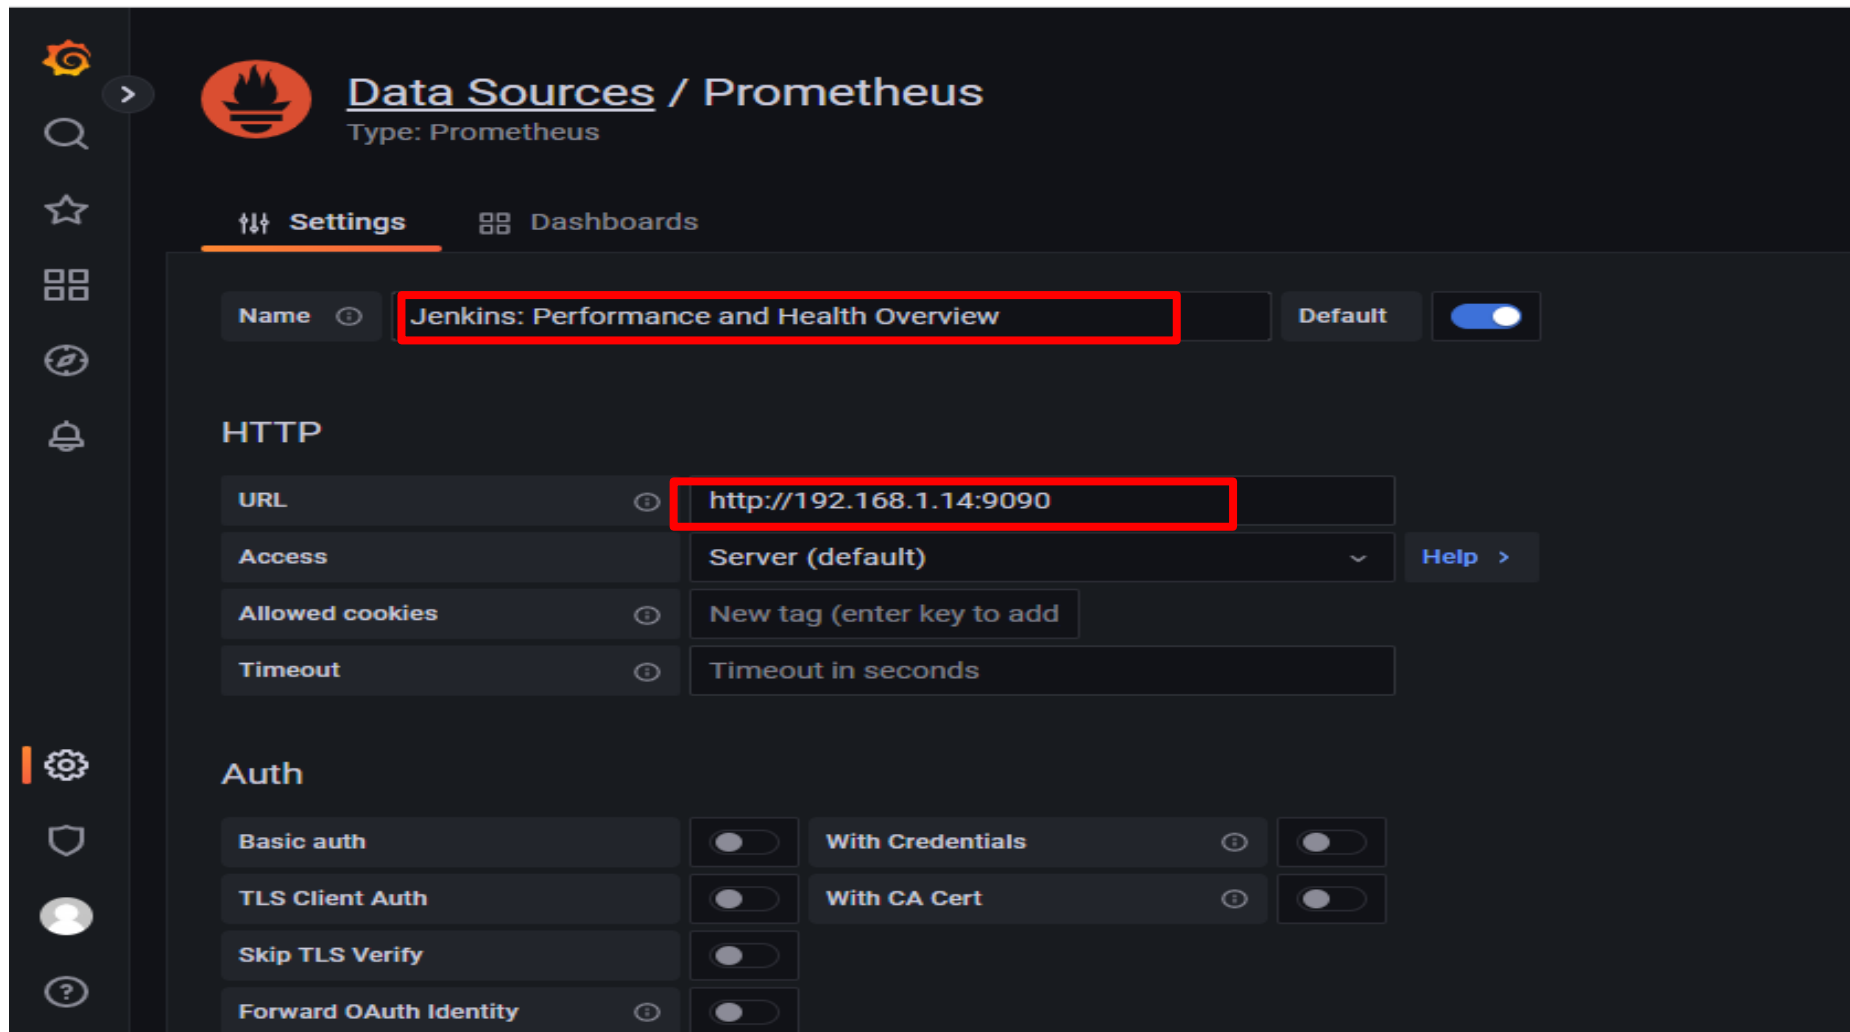 Data Sources / Prometheus
Type: Prometheus
Settings
Dashboards
Name
Jenkins: Performance and Health Overview
Default
HTTP
URL
http://192.168.1.14:9090
Access
Server (default)
Help >
Allowed cookies
New tag (enter key to add
Timeout
Timeout in seconds
Auth
Basic auth
With Credentials
TLS Client Auth
With CA Cert
Skip TLS Verify
Forward OAuth Identity